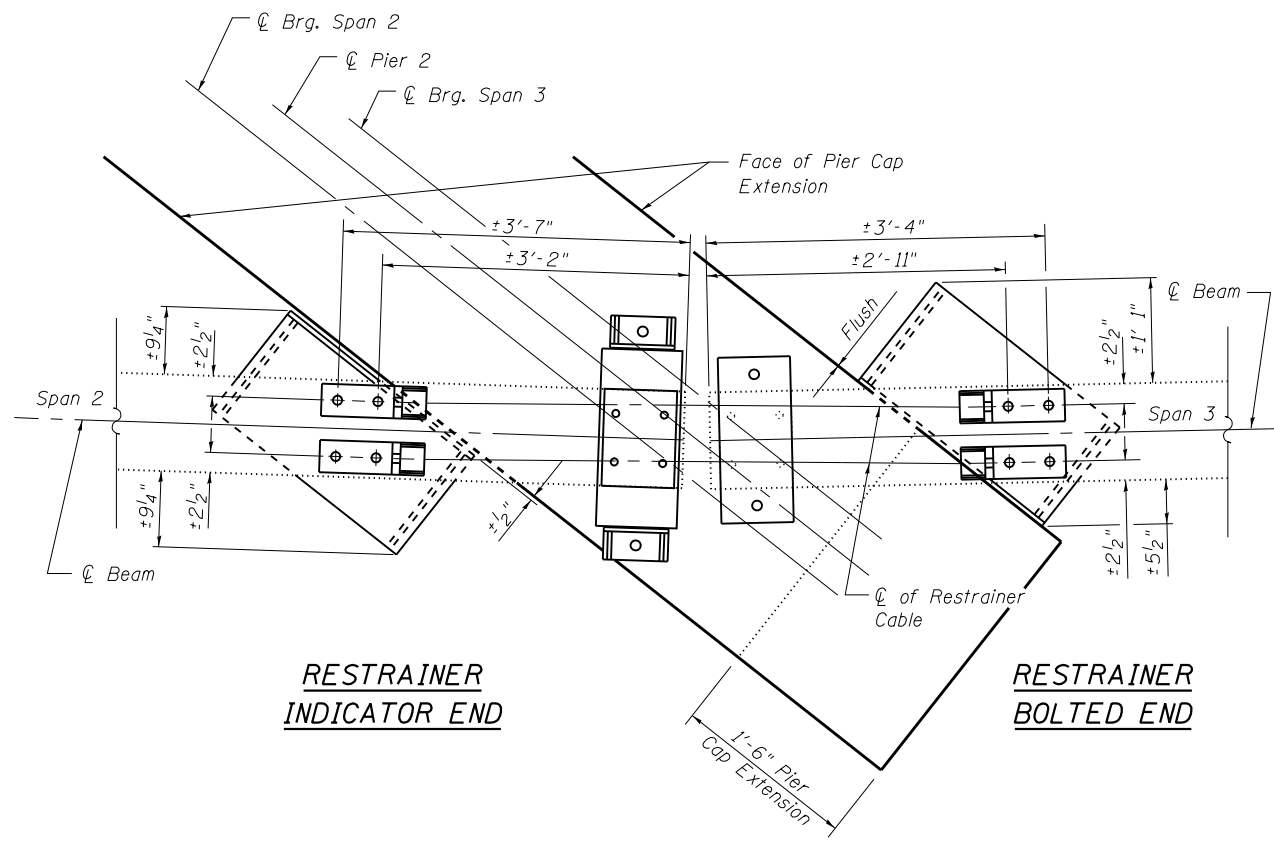 ℄ Brg. Span 2
℄ Pier 2
℄ Brg. Span 3
Face of Pier Cap
Extension
±3'-7"
±3'-4"
±3'-2"
±2'-11"
℄ Beam
Flush
±9¼"
±2½"
±2½"
±1' 1"
Span 2
Span 3
±9¼"
±2½"
±½"
±2½"
±5½"
℄ Beam
℄ of Restrainer
Cable
RESTRAINER
INDICATOR END
RESTRAINER
BOLTED END
1'-6" Pier
Cap Extension